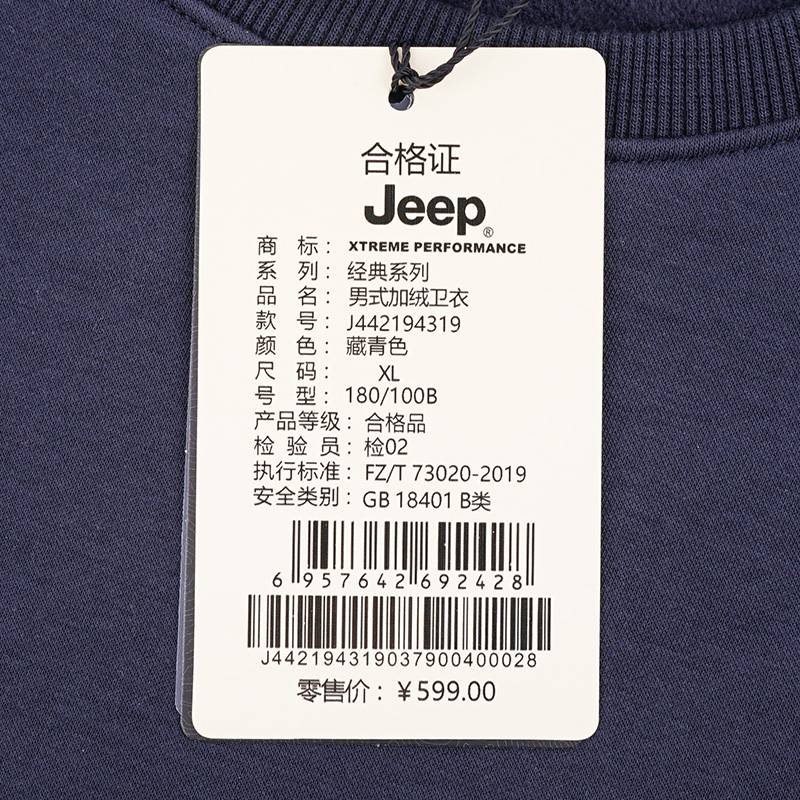 合格证
Jeep®
商 标：XTREME PERFORMANCE
系 列：经典系列
品 名：男式加绒卫衣
款 号：J442194319
颜 色：藏青色
尺 码：XL
号 型：180/100B
产品等级：合格品
检 验 员：检02
执行标准：FZ/T 73020-2019
安全类别：GB 18401 B类
6 957642 692428
J442194319037900400028
零售价：￥599.00